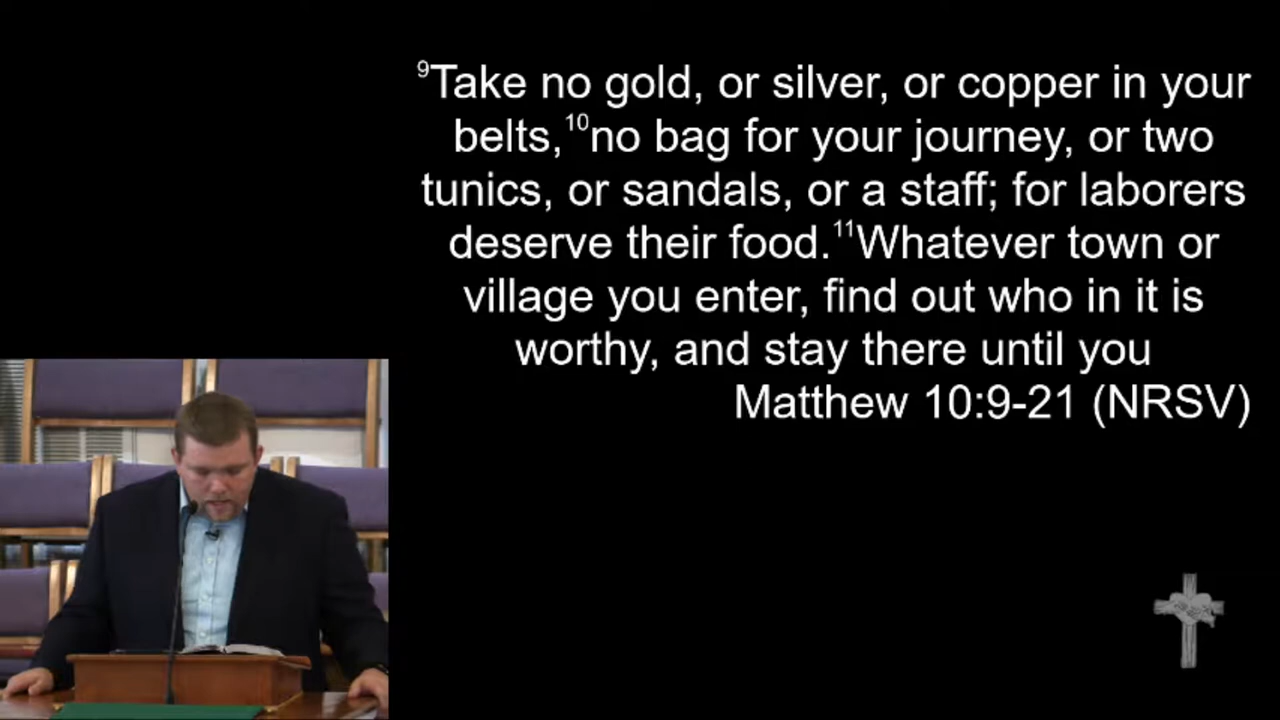 ⁹Take no gold, or silver, or copper in your
belts,¹⁰no bag for your journey, or two
tunics, or sandals, or a staff; for laborers
deserve their food.¹¹Whatever town or
village you enter, find out who in it is
worthy, and stay there until you
Matthew 10:9-21 (NRSV)